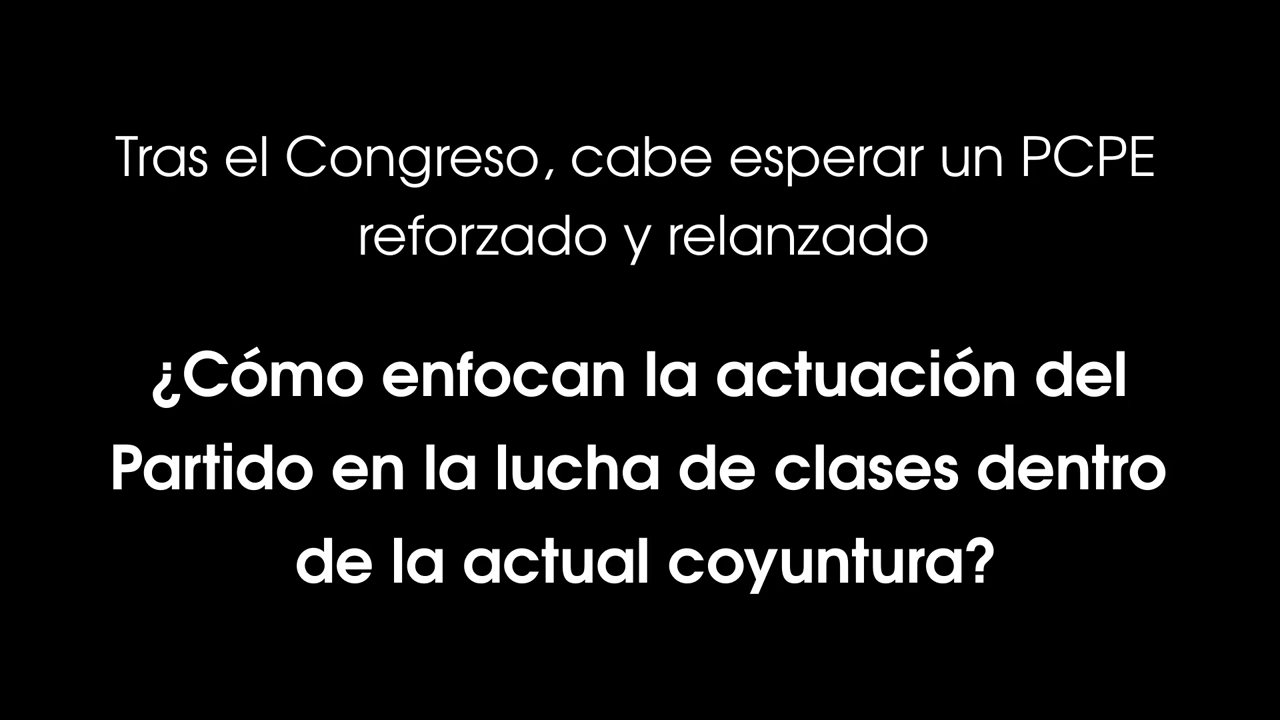 Tras el Congreso, cabe esperar un PCPE
reforzado y relanzado
¿Cómo enfocan la actuación del
Partido en la lucha de clases dentro
de la actual coyuntura?